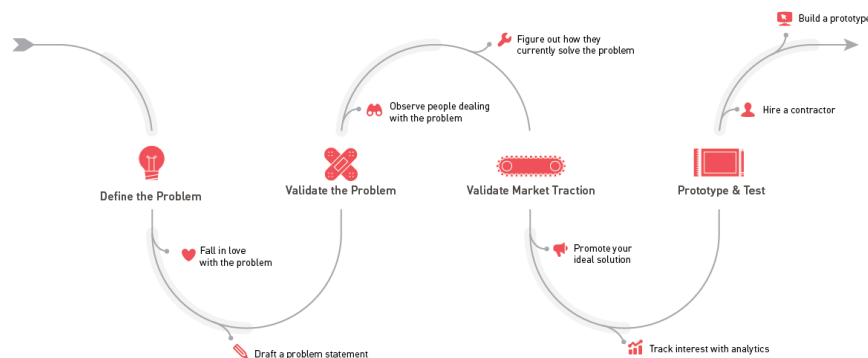 Build a prototype
Figure out how they
currently solve the problem
Observe people dealing
with the problem
Hire a contractor
Define the Problem
Validate the Problem
Validate Market Traction
Prototype & Test
Fall in love
with the problem
Promote your
ideal solution
Draft a problem statement
Track interest with analytics